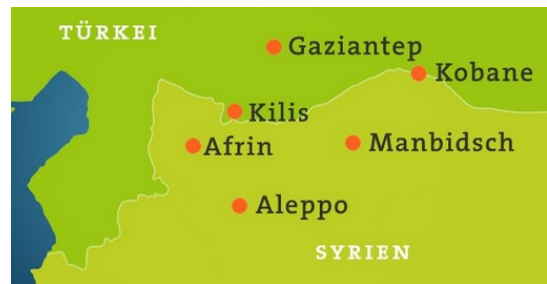 TÜRKEI
Gaziantep
Kobane
Kilis
Afrin
Manbidsch
Aleppo
SYRIEN